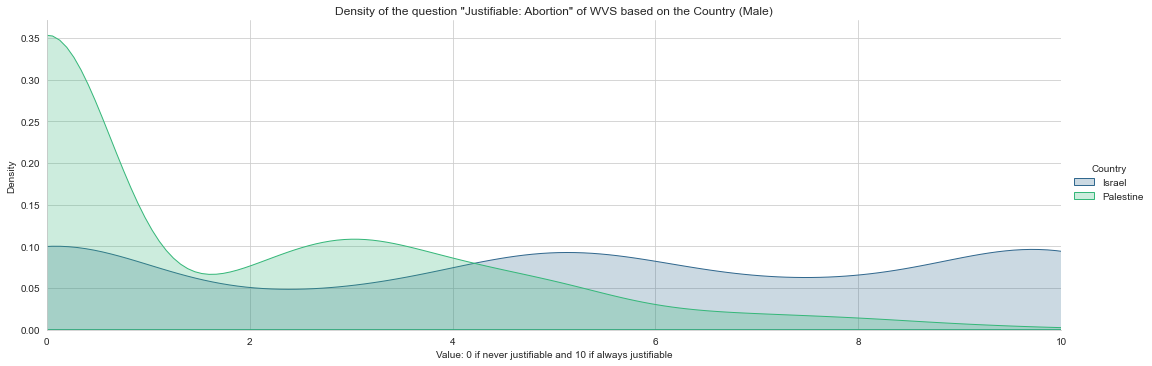 Density of the question "Justifiable: Abortion" of WVS based on the Country (Male)
0.35
0.30
0.25
0.20
0.15
0.10
0.05
0.00
Density
0 2 4 6 8 10
Value: 0 if never justifiable and 10 if always justifiable
Country
Israel
Palestine